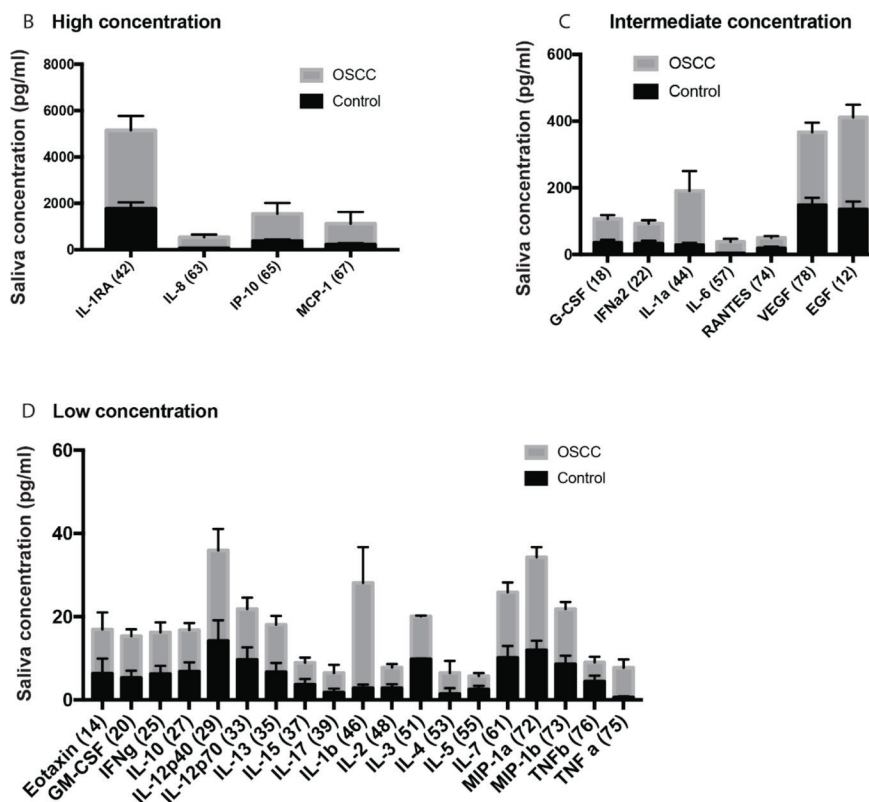 B High concentration
Saliva concentration (pg/ml)
8000
6000
4000
2000
0
OSCC
Control
IL-1RA (42)
IL-8 (63)
IP-10 (65)
MCP-1 (67)
C Intermediate concentration
Saliva concentration (pg/ml)
600
400
200
0
OSCC
Control
G-CSF (18)
IFNa2 (22)
IL-1a (44)
IL-6 (57)
RANTES (74)
VEGF (78)
EGF (12)
D Low concentration
Saliva concentration (pg/ml)
60
40
20
0
OSCC
Control
Eotaxin (14)
GM-CSF (20)
IFNg (25)
IL-10 (27)
IL-12p40 (29)
IL-12p70 (33)
IL-13 (35)
IL-15 (37)
IL-17 (39)
IL-1b (46)
IL-2 (48)
IL-3 (51)
IL-4 (53)
IL-5 (55)
IL-7 (61)
MIP-1a (72)
MIP-1b (73)
TNFb (76)
TNF a (75)